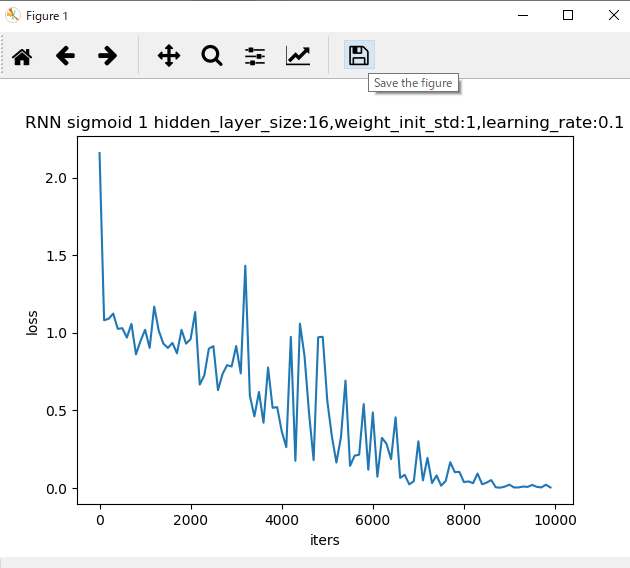 Figure 1
Save the figure
RNN sigmoid 1 hidden_layer_size:16,weight_init_std:1,learning_rate:0.1
2.0
1.5
1.0
0.5
0.0
loss
0
2000
4000
6000
8000
10000
iters